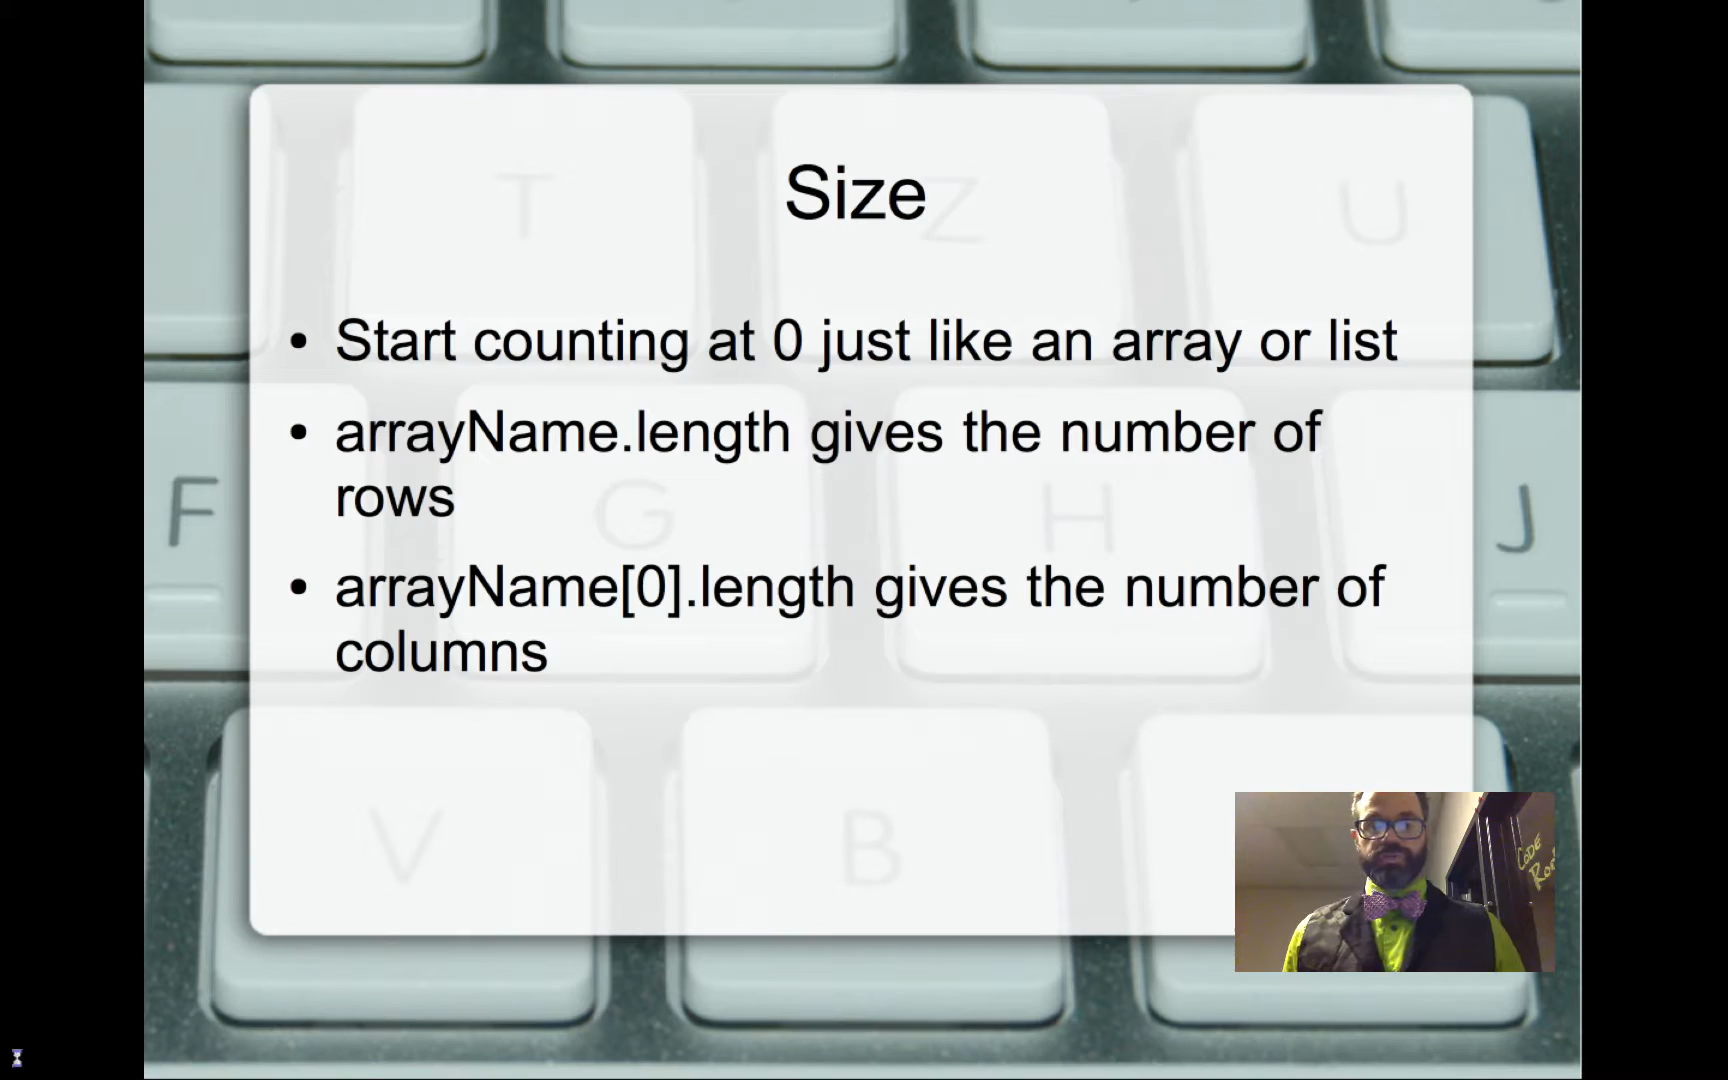 T Z U
Size
• Start counting at 0 just like an array or list
• arrayName.length gives the number of
rows
F G H J
• arrayName[0].length gives the number of
columns
V B
CODE